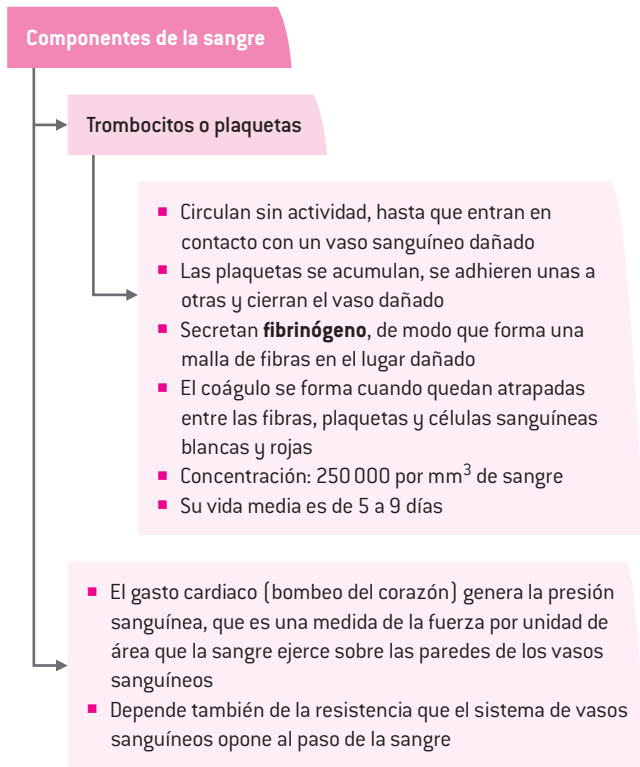 Componentes de la sangre
Trombocitos o plaquetas
▪ Circulan sin actividad, hasta que entran en
contacto con un vaso sanguíneo dañado
▪ Las plaquetas se acumulan, se adhieren unas a
otras y cierran el vaso dañado
▪ Secretan fibrinógeno, de modo que forma una
malla de fibras en el lugar dañado
▪ El coágulo se forma cuando quedan atrapadas
entre las fibras, plaquetas y células sanguíneas
blancas y rojas
▪ Concentración: 250 000 por mm³ de sangre
▪ Su vida media es de 5 a 9 días
▪ El gasto cardiaco (bombeo del corazón) genera la presión
sanguínea, que es una medida de la fuerza por unidad de
área que la sangre ejerce sobre las paredes de los vasos
sanguíneos
▪ Depende también de la resistencia que el sistema de vasos
sanguíneos opone al paso de la sangre